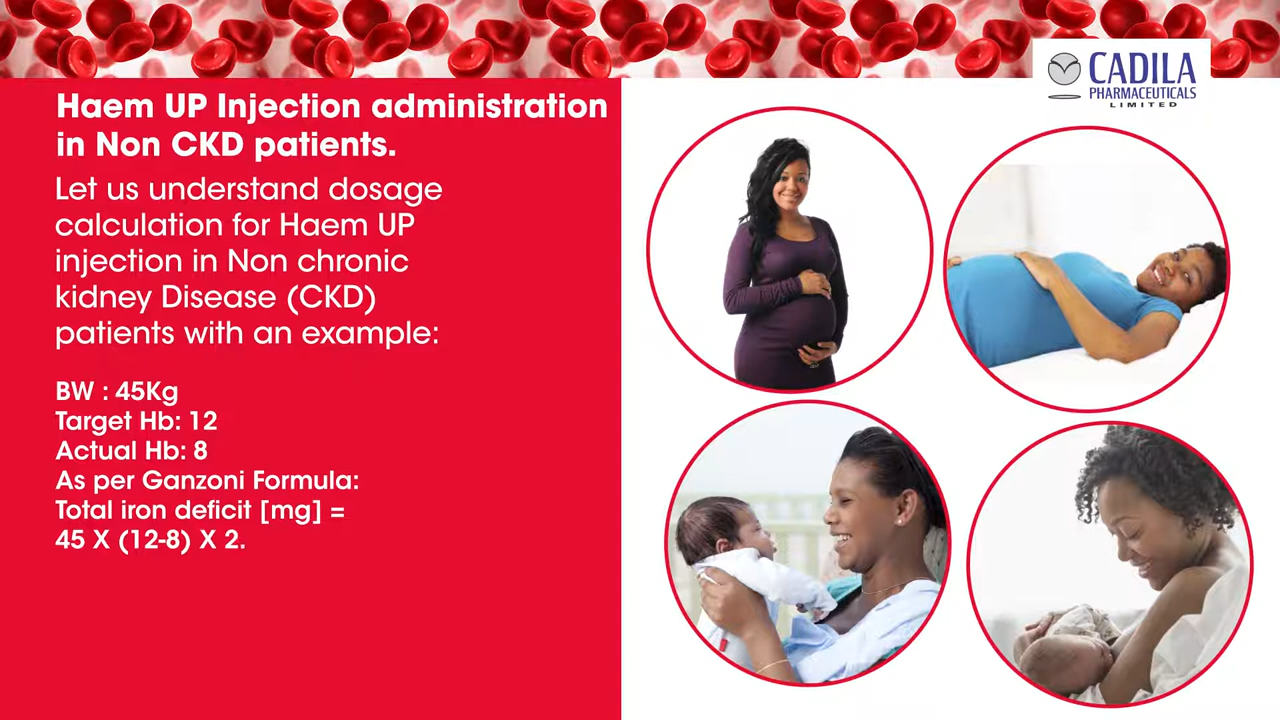 CADILA
PHARMACEUTICALS
LIMITED
Haem UP Injection administration
in Non CKD patients.
Let us understand dosage
calculation for Haem UP
injection in Non chronic
kidney Disease (CKD)
patients with an example:
BW : 45Kg
Target Hb: 12
Actual Hb: 8
As per Ganzoni Formula:
Total iron deficit [mg] =
45 X (12-8) X 2.